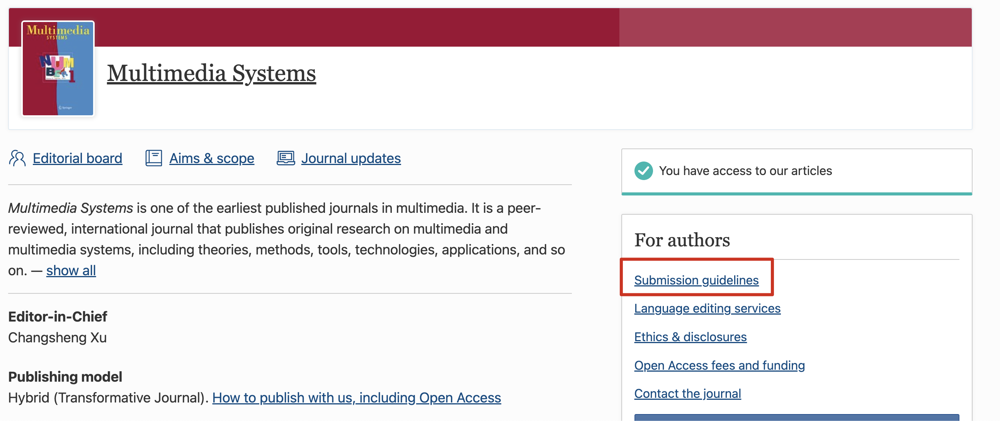 Multimedia
SYSTEMS
NUM
BER1
Springer
Multimedia Systems
Editorial board
Aims & scope
Journal updates
Multimedia Systems is one of the earliest published journals in multimedia. It is a peer-
reviewed, international journal that publishes original research on multimedia and
multimedia systems, including theories, methods, tools, technologies, applications, and so
on. — show all
Editor-in-Chief
Changsheng Xu
Publishing model
Hybrid (Transformative Journal). How to publish with us, including Open Access
You have access to our articles
For authors
Submission guidelines
Language editing services
Ethics & disclosures
Open Access fees and funding
Contact the journal